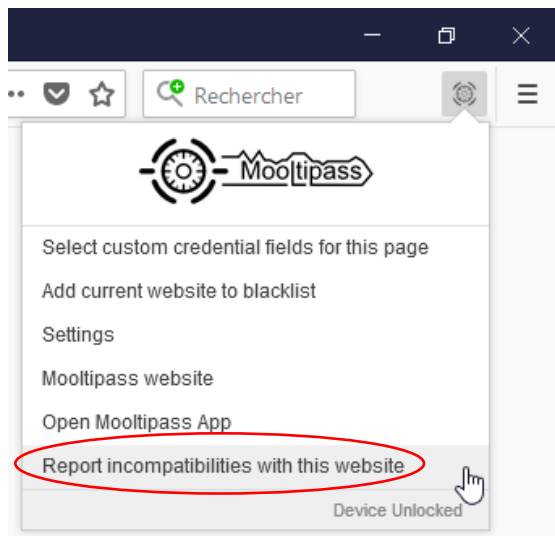 Rechercher
Mooltipass
Select custom credential fields for this page
Add current website to blacklist
Settings
Mooltipass website
Open Mooltipass App
Report incompatibilities with this website
Device Unlocked